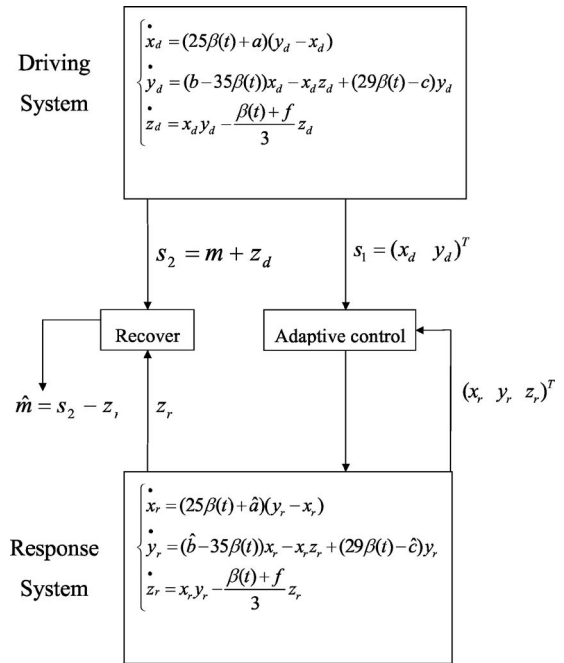 Driving
System
ẋ_d = (25β(t)+a)(y_d − x_d)
ẏ_d = (b−35β(t))x_d − x_d z_d + (29β(t)−c)y_d
ż_d = x_d y_d − (β(t)+f)/3 z_d
s_2 = m + z_d
s_1 = (x_d y_d)^T
Recover
Adaptive control
m̂ = s_2 − z_r
z_r
(x_r y_r z_r)^T
Response
System
ẋ_r = (25β(t)+â)(y_r − x_r)
ẏ_r = (b̂−35β(t))x_r − x_r z_r + (29β(t)−ĉ)y_r
ż_r = x_r y_r − (β(t)+f)/3 z_r